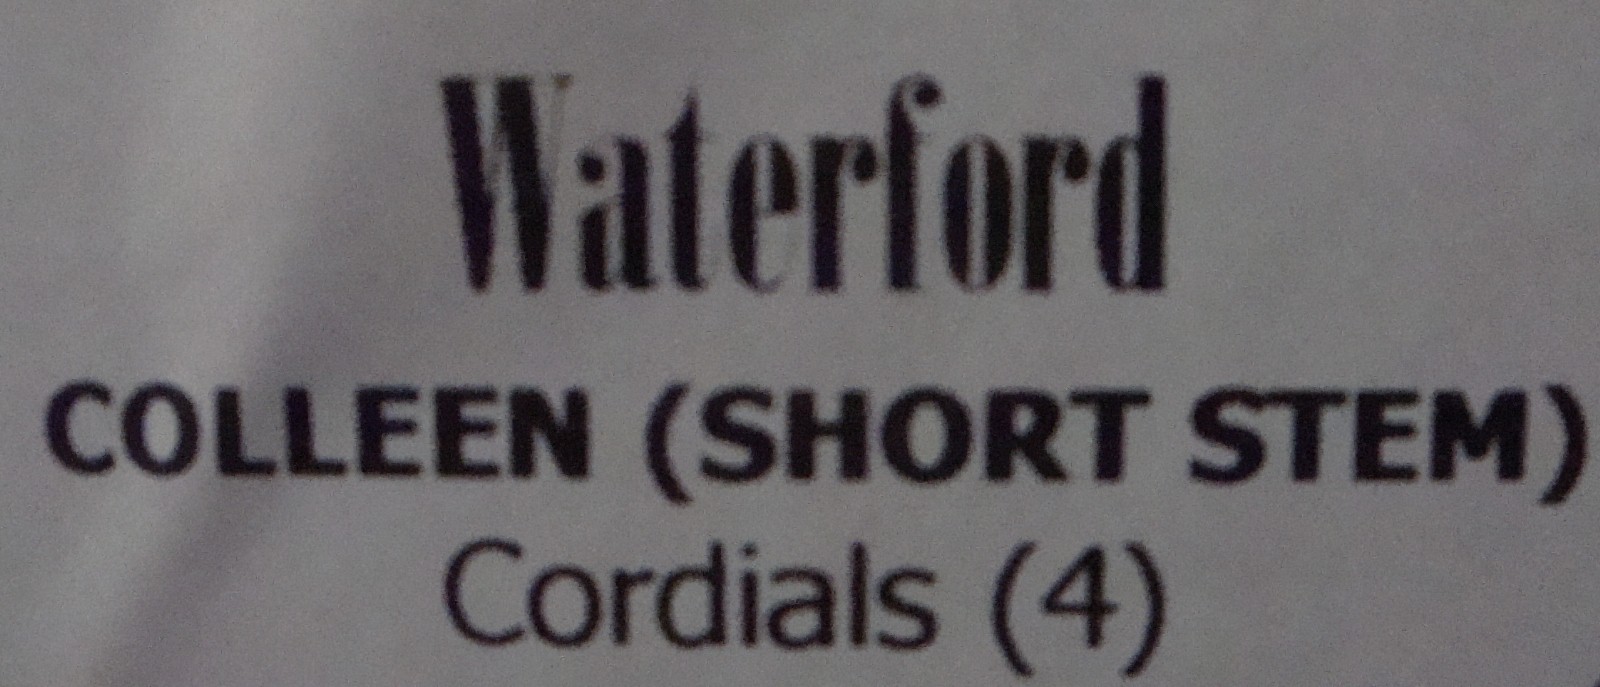 Waterford
COLLEEN (SHORT STEM)
Cordials (4)